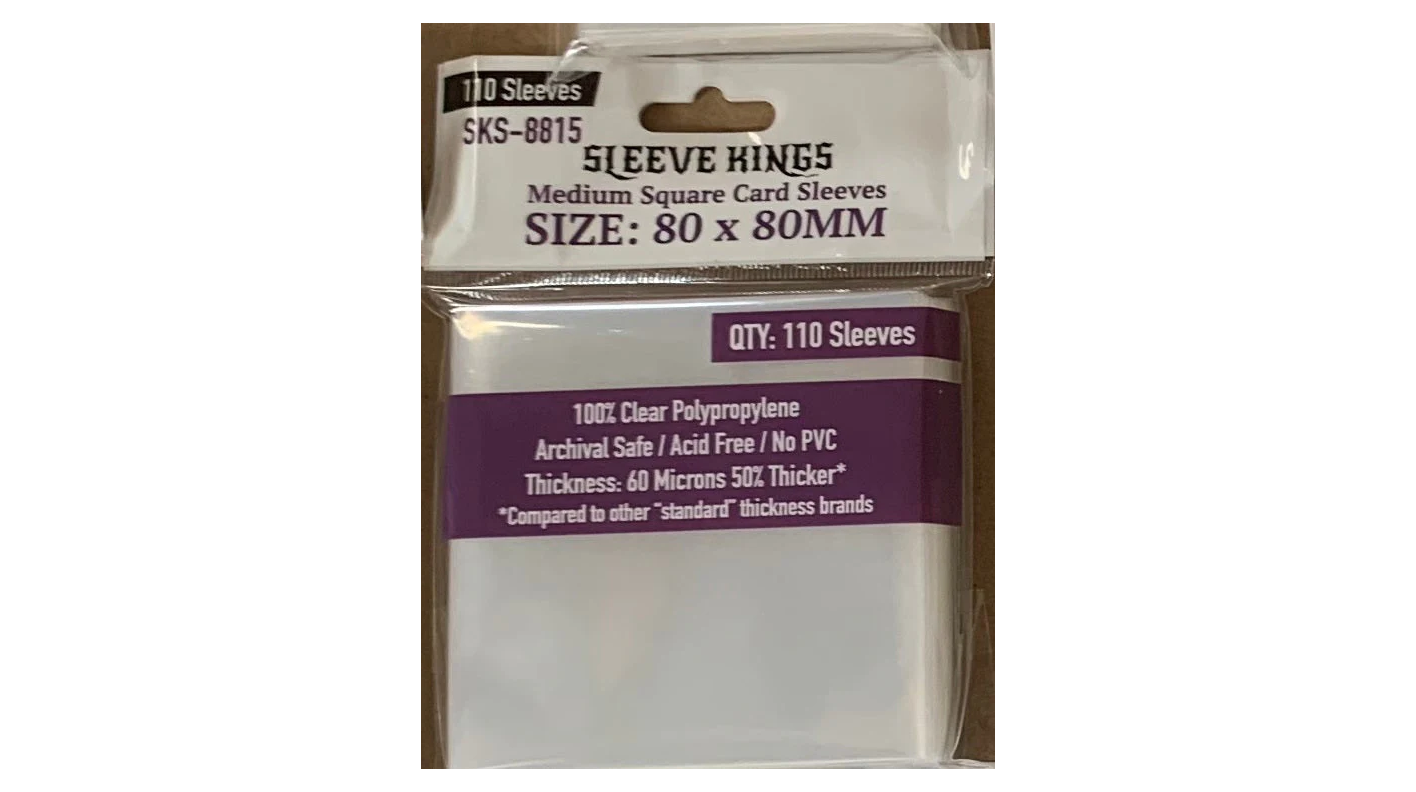 110 Sleeves
SKS-8815
SLEEVE KINGS
Medium Square Card Sleeves
SIZE: 80 x 80MM
QTY: 110 Sleeves
100% Clear Polypropylene
Archival Safe / Acid Free / No PVC
Thickness: 60 Microns 50% Thicker*
*Compared to other "standard" thickness brands